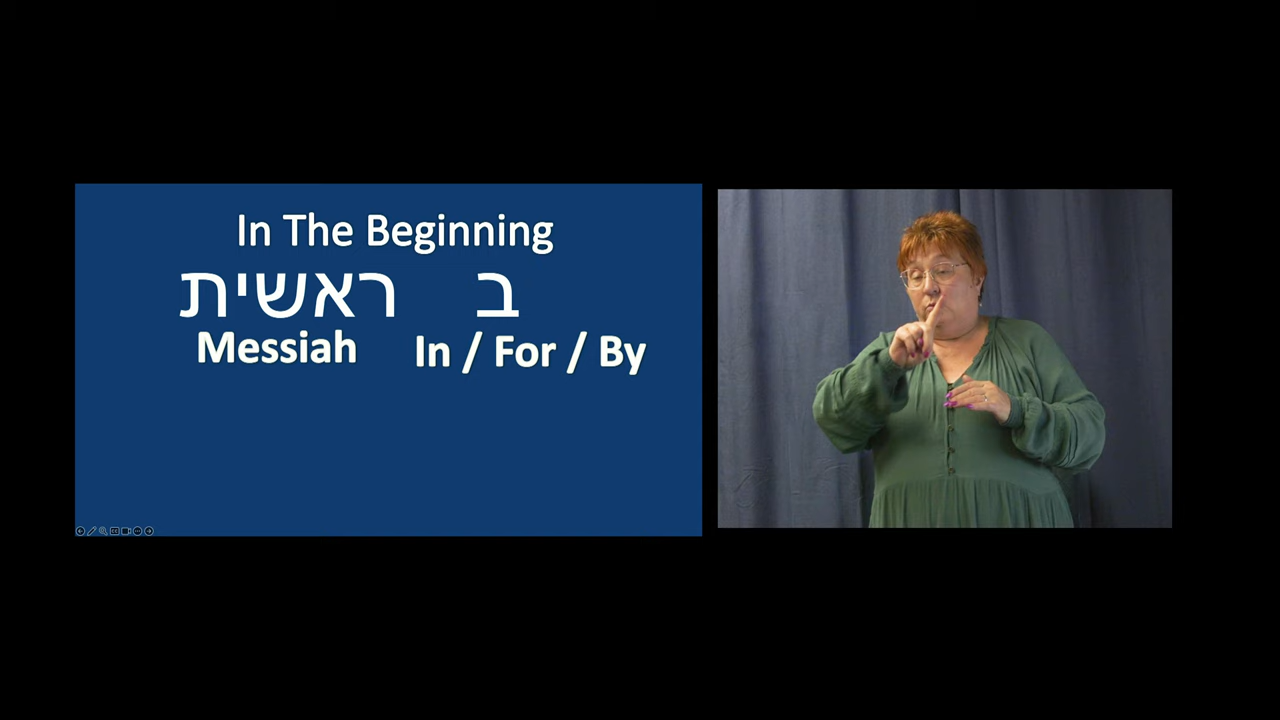 In The Beginning
ב ראשית
Messiah In / For / By